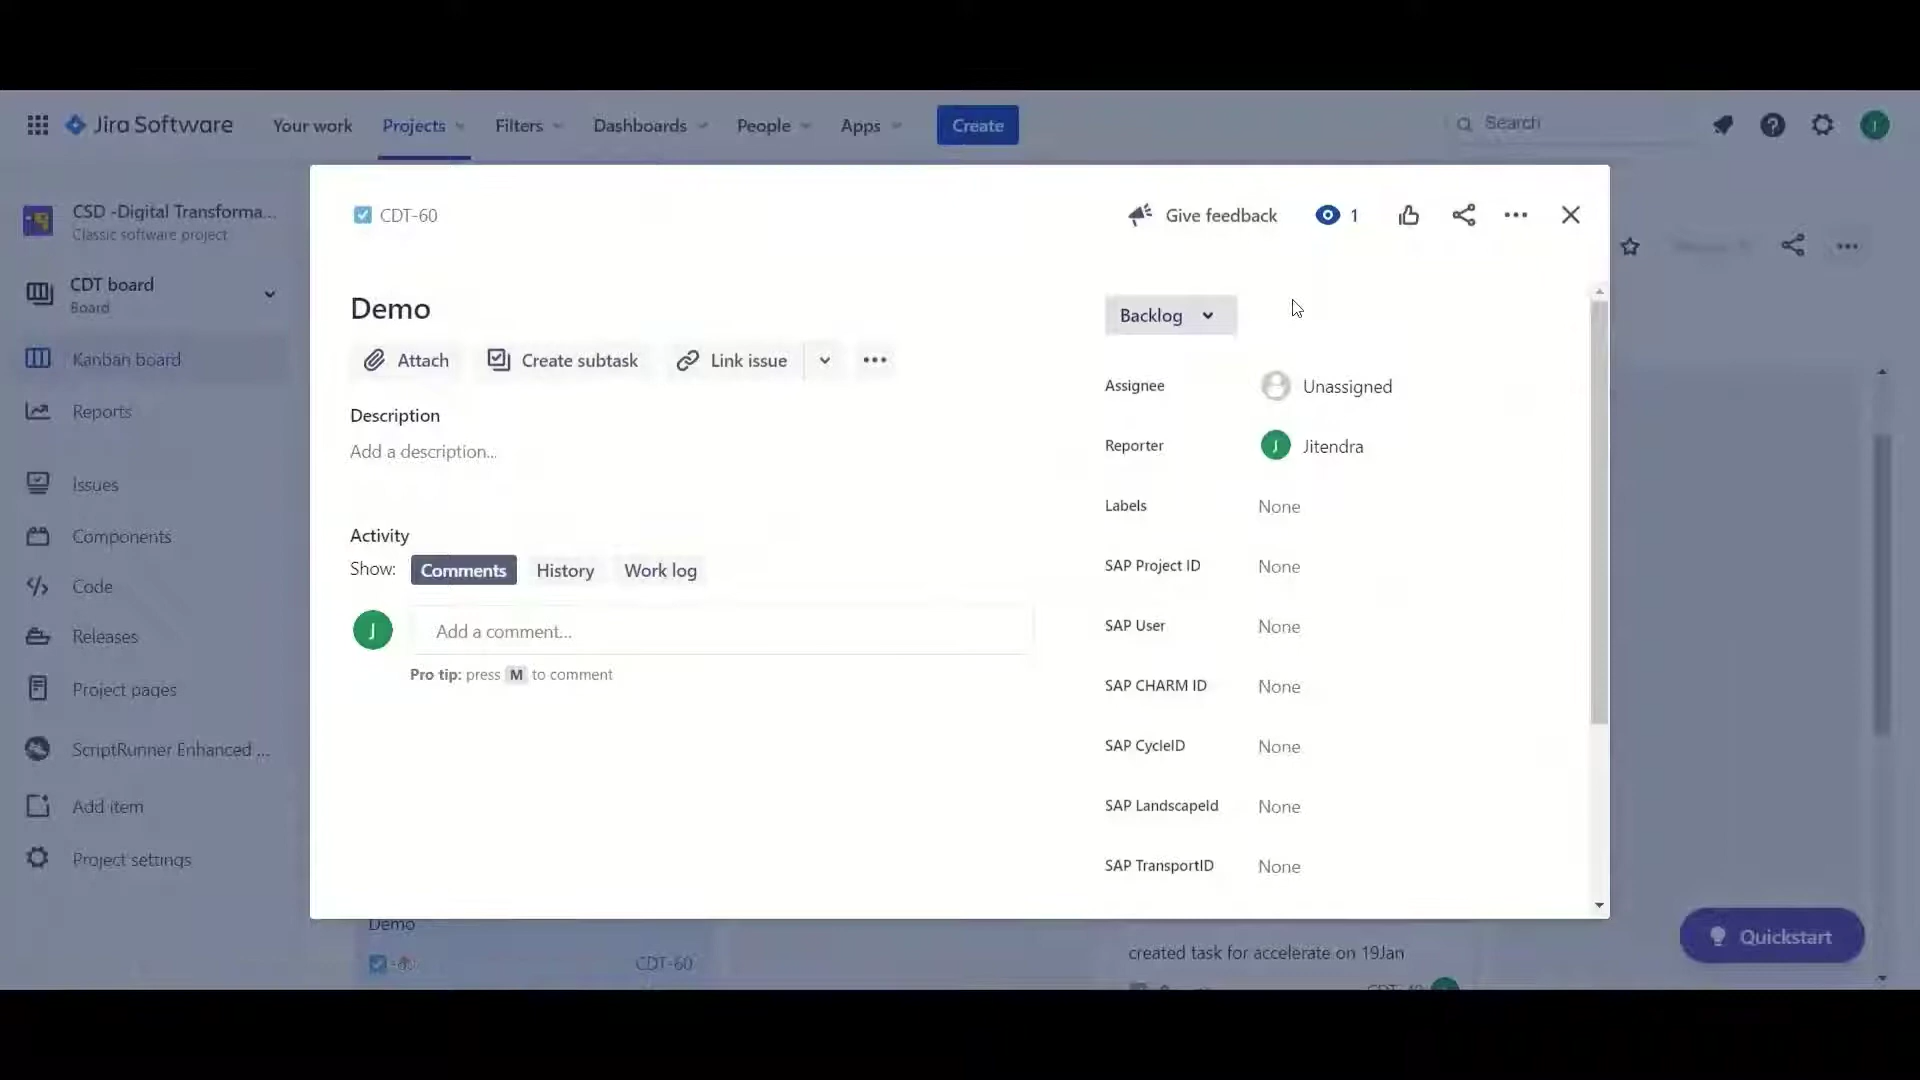 Jira Software
Your work
Projects
Filters
Dashboards
People
Apps
Create
Search
CSD -Digital Transforma...
Classic software project
CDT board
Board
Kanban board
Reports
Issues
Components
Code
Releases
Project pages
ScriptRunner Enhanced ...
Add item
Project settings
CDT-60
Give feedback
1
Demo
Attach
Create subtask
Link issue
Description
Add a description...
Activity
Show:
Comments
History
Work log
J
Add a comment...
Pro tip: press M to comment
Backlog
Assignee
Unassigned
Reporter
J
Jitendra
Labels
None
SAP Project ID
None
SAP User
None
SAP CHARM ID
None
SAP CycleID
None
SAP LandscapeId
None
SAP TransportID
None
Demo
CDT-60
created task for accelerate on 19Jan
Quickstart